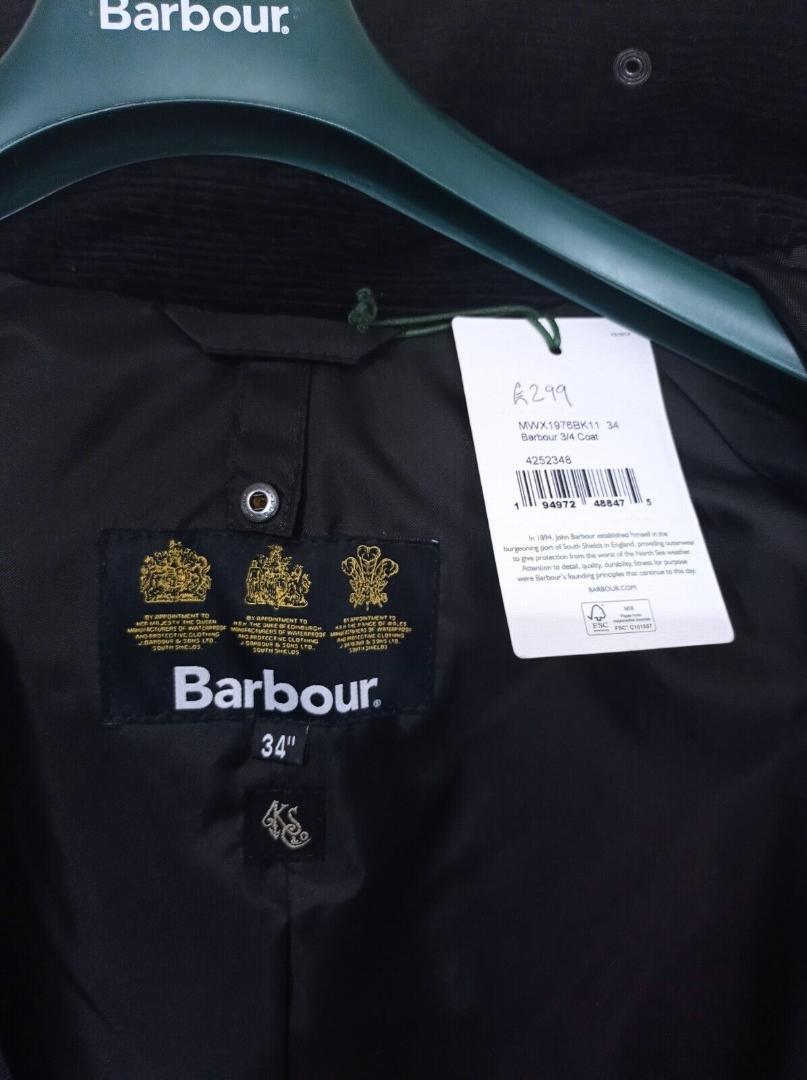 Barbour.
£299
MWX1976BK11 34
Barbour 3/4 Coat
4252348
1 94972 48847 5
In 1894, John Barbour established himself in the
burgeoning port of South Shields in England, providing outerwear
to give protection from the worst of the North Sea weather.
Attention to detail, quality, durability, fitness for purpose
were Barbour's founding principles that continue to this day.
BARBOUR.COM
FSC
MIX
FSC® C101537
BY APPOINTMENT TO
HER MAJESTY THE QUEEN
MANUFACTURERS OF WATERPROOF
AND PROTECTIVE CLOTHING
J.BARBOUR & SONS LTD.
SOUTH SHIELDS
BY APPOINTMENT TO
H.R.H. THE DUKE OF EDINBURGH
MANUFACTURERS OF WATERPROOF
AND PROTECTIVE CLOTHING
J.BARBOUR & SONS LTD.
SOUTH SHIELDS
BY APPOINTMENT TO
H.R.H. THE PRINCE OF WALES
MANUFACTURERS OF WATERPROOF
AND PROTECTIVE CLOTHING
J.BARBOUR & SONS LTD.
SOUTH SHIELDS
Barbour.
34"
KS